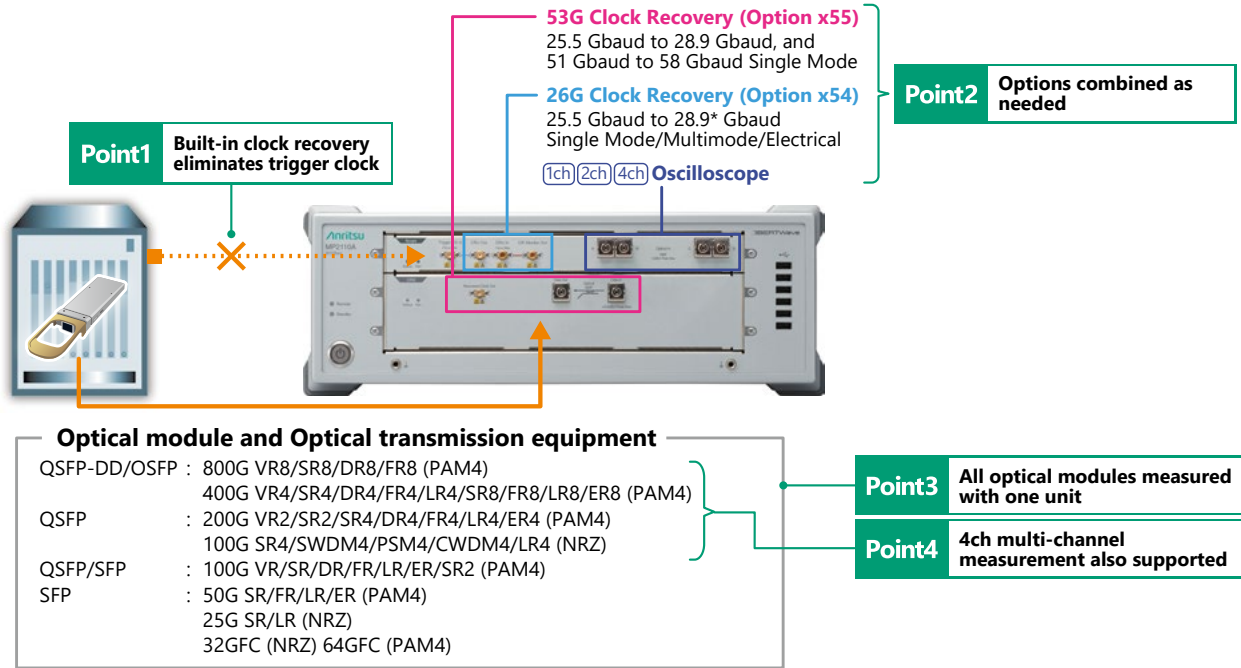 53G Clock Recovery (Option x55)
25.5 Gbaud to 28.9 Gbaud, and
51 Gbaud to 58 Gbaud Single Mode
26G Clock Recovery (Option x54)
25.5 Gbaud to 28.9* Gbaud
Single Mode/Multimode/Electrical
1ch 2ch 4ch Oscilloscope
Point2 Options combined as
needed
Point1 Built-in clock recovery
eliminates trigger clock
Anritsu
MP2110A
BERTWave
Optical module and Optical transmission equipment
QSFP-DD/OSFP : 800G VR8/SR8/DR8/FR8 (PAM4)
400G VR4/SR4/DR4/FR4/LR4/SR8/FR8/LR8/ER8 (PAM4)
QSFP : 200G VR2/SR2/SR4/DR4/FR4/LR4/ER4 (PAM4)
100G SR4/SWDM4/PSM4/CWDM4/LR4 (NRZ)
QSFP/SFP : 100G VR/SR/DR/FR/LR/ER/SR2 (PAM4)
SFP : 50G SR/FR/LR/ER (PAM4)
25G SR/LR (NRZ)
32GFC (NRZ) 64GFC (PAM4)
Point3 All optical modules measured
with one unit
Point4 4ch multi-channel
measurement also supported